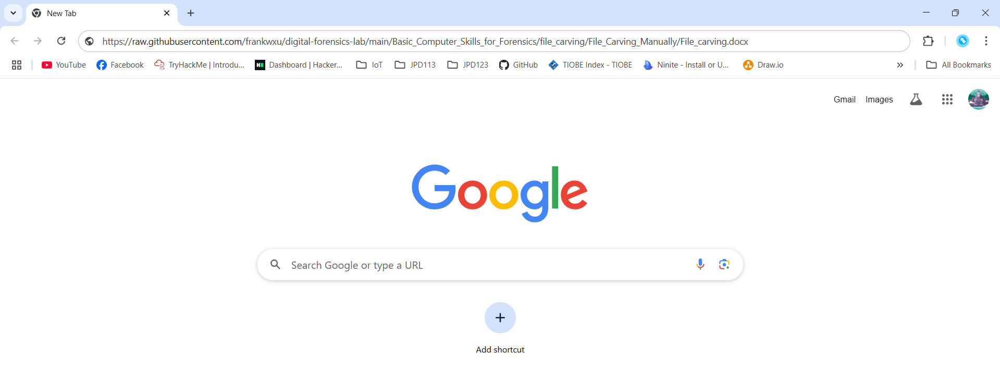 New Tab
https://raw.githubusercontent.com/frankwxu/digital-forensics-lab/main/Basic_Computer_Skills_for_Forensics/file_carving/File_Carving_Manually/File_carving.docx
YouTube Facebook TryHackMe | Introdu... Dashboard | Hacker... IoT JPD113 JPD123 GitHub TIOBE Index - TIOBE Ninite - Install or U... Draw.io All Bookmarks
Gmail Images
Google
Search Google or type a URL
Add shortcut